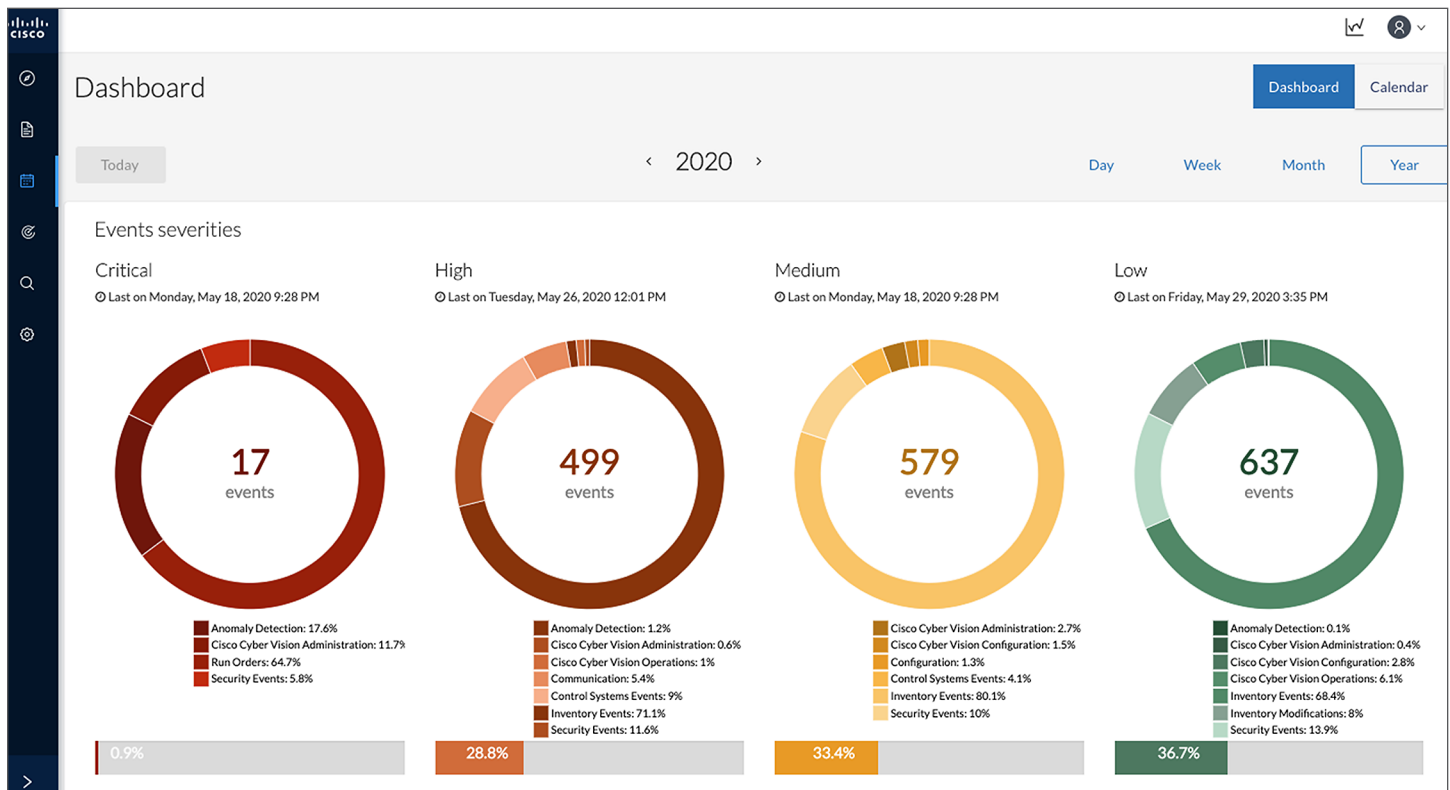 CISCO
Dashboard
Dashboard
Calendar
Today
2020
Day
Week
Month
Year
Events severities
Critical
Last on Monday, May 18, 2020 9:28 PM
17
events
Anomaly Detection: 17.6%
Cisco Cyber Vision Administration: 11.7%
Run Orders: 64.7%
Security Events: 5.8%
0.9%
High
Last on Tuesday, May 26, 2020 12:01 PM
499
events
Anomaly Detection: 1.2%
Cisco Cyber Vision Administration: 0.6%
Cisco Cyber Vision Operations: 1%
Communication: 5.4%
Control Systems Events: 9%
Inventory Events: 71.1%
Security Events: 11.6%
28.8%
Medium
Last on Monday, May 18, 2020 9:28 PM
579
events
Cisco Cyber Vision Administration: 2.7%
Cisco Cyber Vision Configuration: 1.5%
Configuration: 1.3%
Control Systems Events: 4.1%
Inventory Events: 80.1%
Security Events: 10%
33.4%
Low
Last on Friday, May 29, 2020 3:35 PM
637
events
Anomaly Detection: 0.1%
Cisco Cyber Vision Administration: 0.4%
Cisco Cyber Vision Configuration: 2.8%
Cisco Cyber Vision Operations: 6.1%
Inventory Events: 68.4%
Inventory Modifications: 8%
Security Events: 13.9%
36.7%